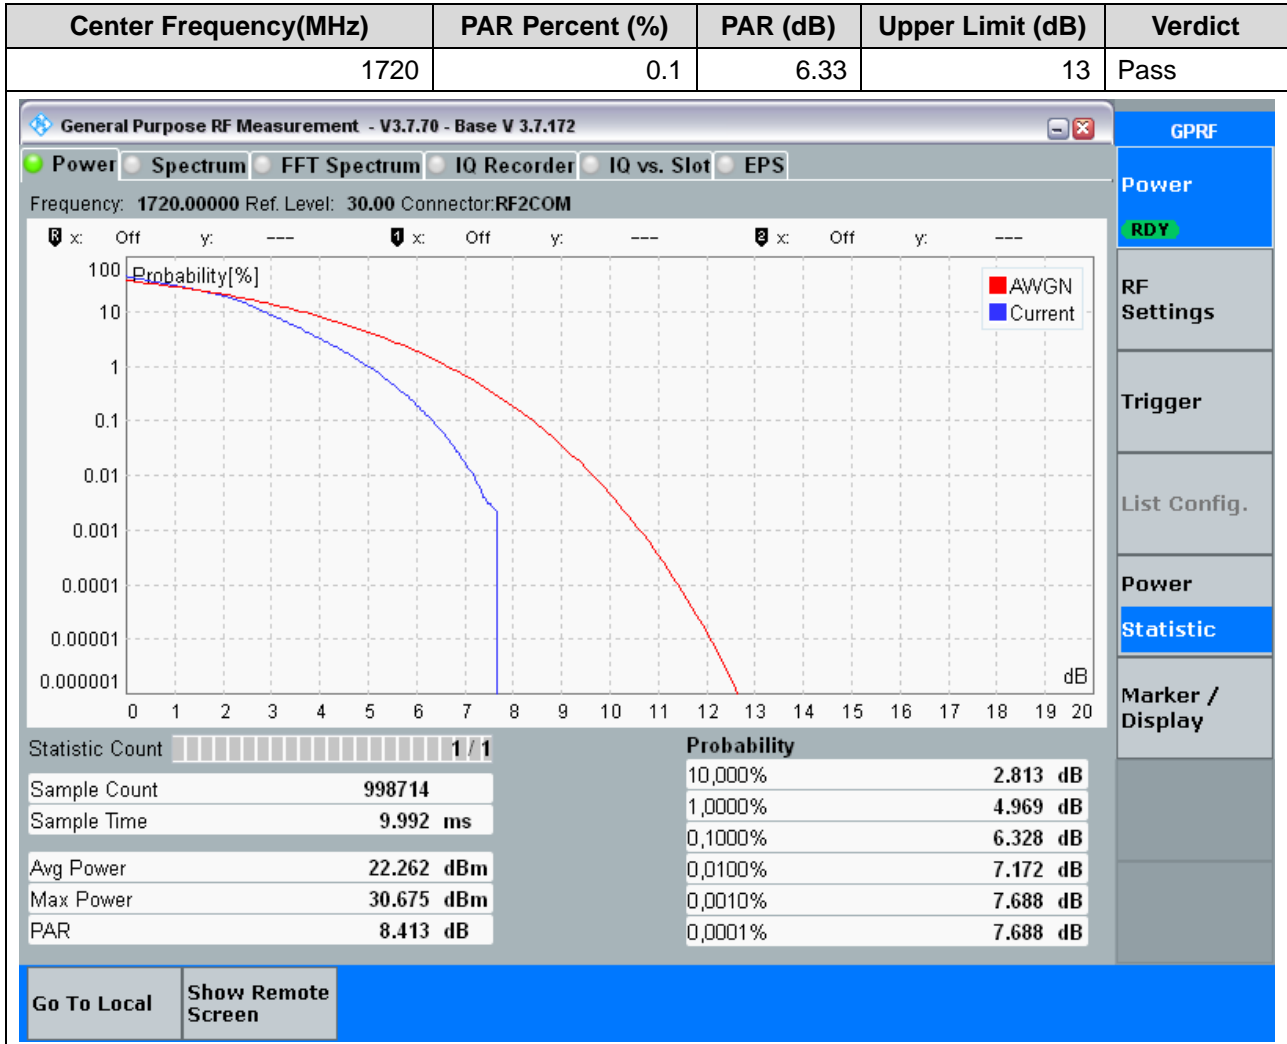 Center Frequency(MHz) PAR Percent (%) PAR (dB) Upper Limit (dB) Verdict
1720 0.1 6.33 13 Pass
General Purpose RF Measurement - V3.7.70 - Base V 3.7.172
GPRF
Power Spectrum FFT Spectrum IQ Recorder IQ vs. Slot EPS
Frequency: 1720.00000 Ref. Level: 30.00 Connector:RF2COM
R x: Off y: --- 1 x: Off y: --- 2 x: Off y: ---
Probability[%]
AWGN
Current
100
10
1
0.1
0.01
0.001
0.0001
0.00001
0.000001
dB
0 1 2 3 4 5 6 7 8 9 10 11 12 13 14 15 16 17 18 19 20
Statistic Count 1 / 1
Sample Count 998714
Sample Time 9.992 ms
Avg Power 22.262 dBm
Max Power 30.675 dBm
PAR 8.413 dB
Probability
10,000% 2.813 dB
1,0000% 4.969 dB
0,1000% 6.328 dB
0,0100% 7.172 dB
0,0010% 7.688 dB
0,0001% 7.688 dB
Power
RDY
RF
Settings
Trigger
List Config.
Power
Statistic
Marker /
Display
Go To Local
Show Remote
Screen